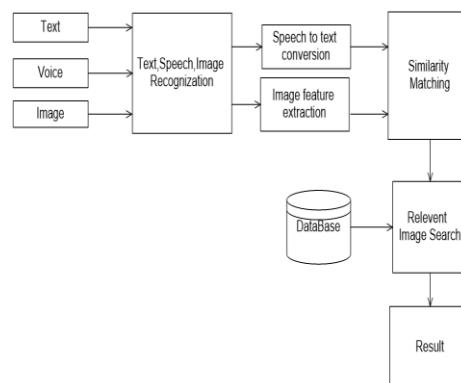 Text
Voice
Image
Text,Speech,Image
Recognization
Speech to text
conversion
Image feature
extraction
Similarity
Matching
DataBase
Relevent
Image Search
Result